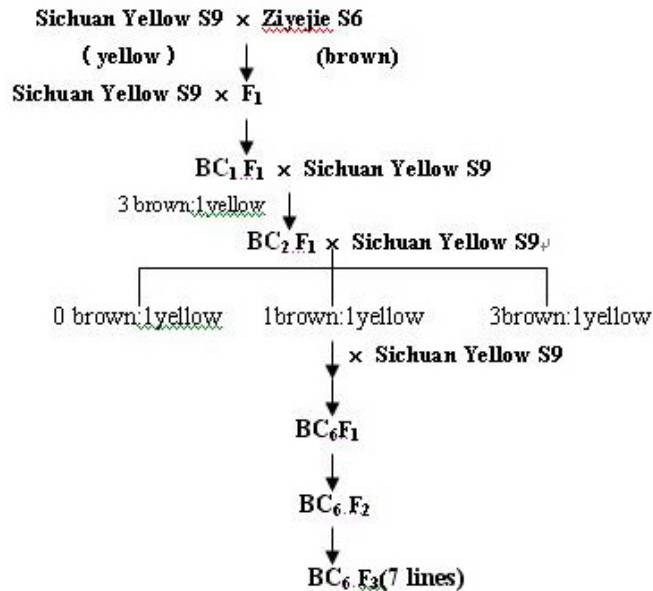 Sichuan Yellow S9 × Ziyejie S6
( yellow ) (brown)
Sichuan Yellow S9 × F1
BC1.F1 × Sichuan Yellow S9
3 brown:1yellow
BC2.F1 × Sichuan Yellow S9
0 brown:1yellow 1brown:1yellow 3brown:1yellow
× Sichuan Yellow S9
BC6F1
BC6.F2
BC6.F3(7 lines)